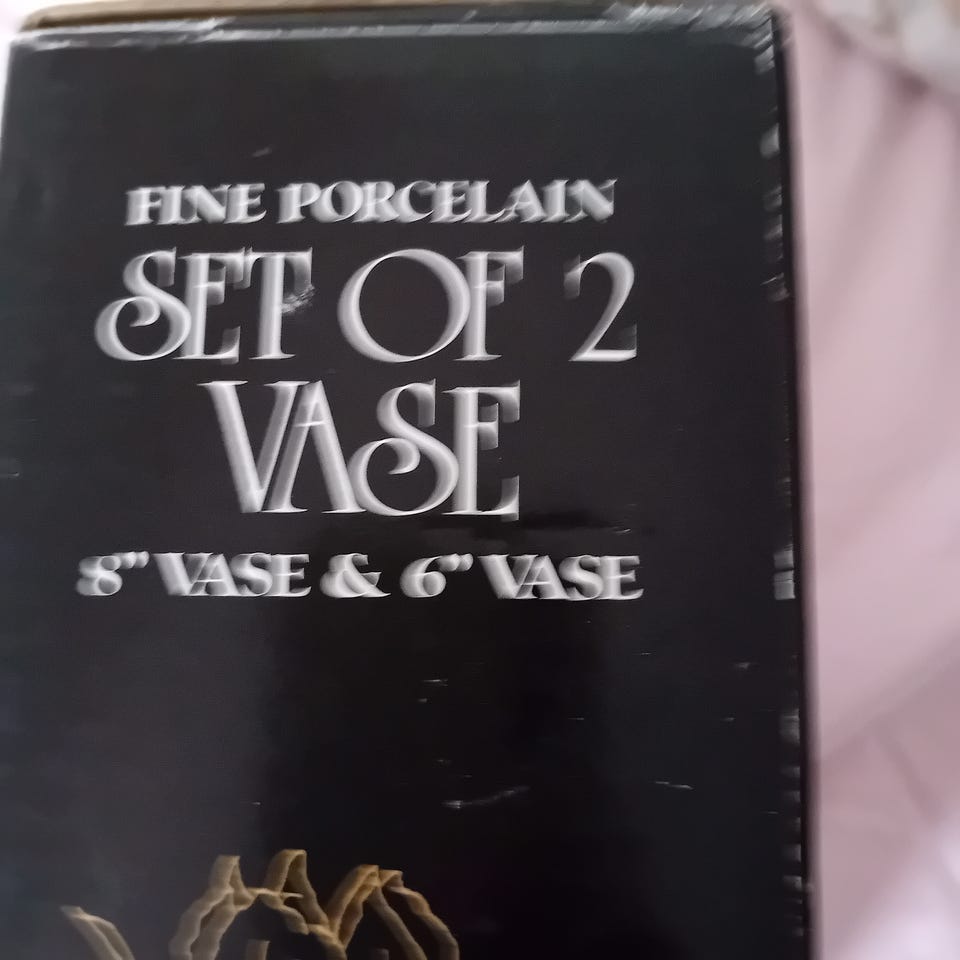 FINE PORCELAIN
SET OF 2
VASE
8" VASE & 6" VASE